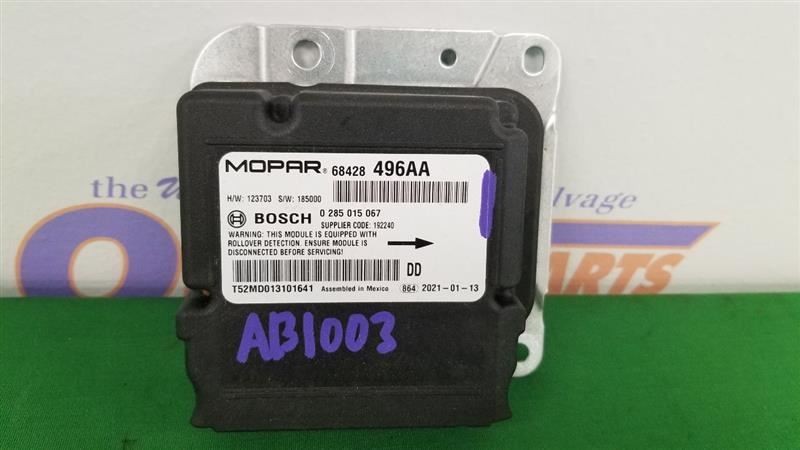 the
alvage
ARTS
MOPAR® 68428 496AA
H/W: 123703 S/W: 185000
BOSCH 0 285 015 067
SUPPLIER CODE: 192240
WARNING: THIS MODULE IS EQUIPPED WITH
ROLLOVER DETECTION. ENSURE MODULE IS
DISCONNECTED BEFORE SERVICING!
DD
T52MD013101641 Assembled in Mexico 864 2021-01-13
AB1003